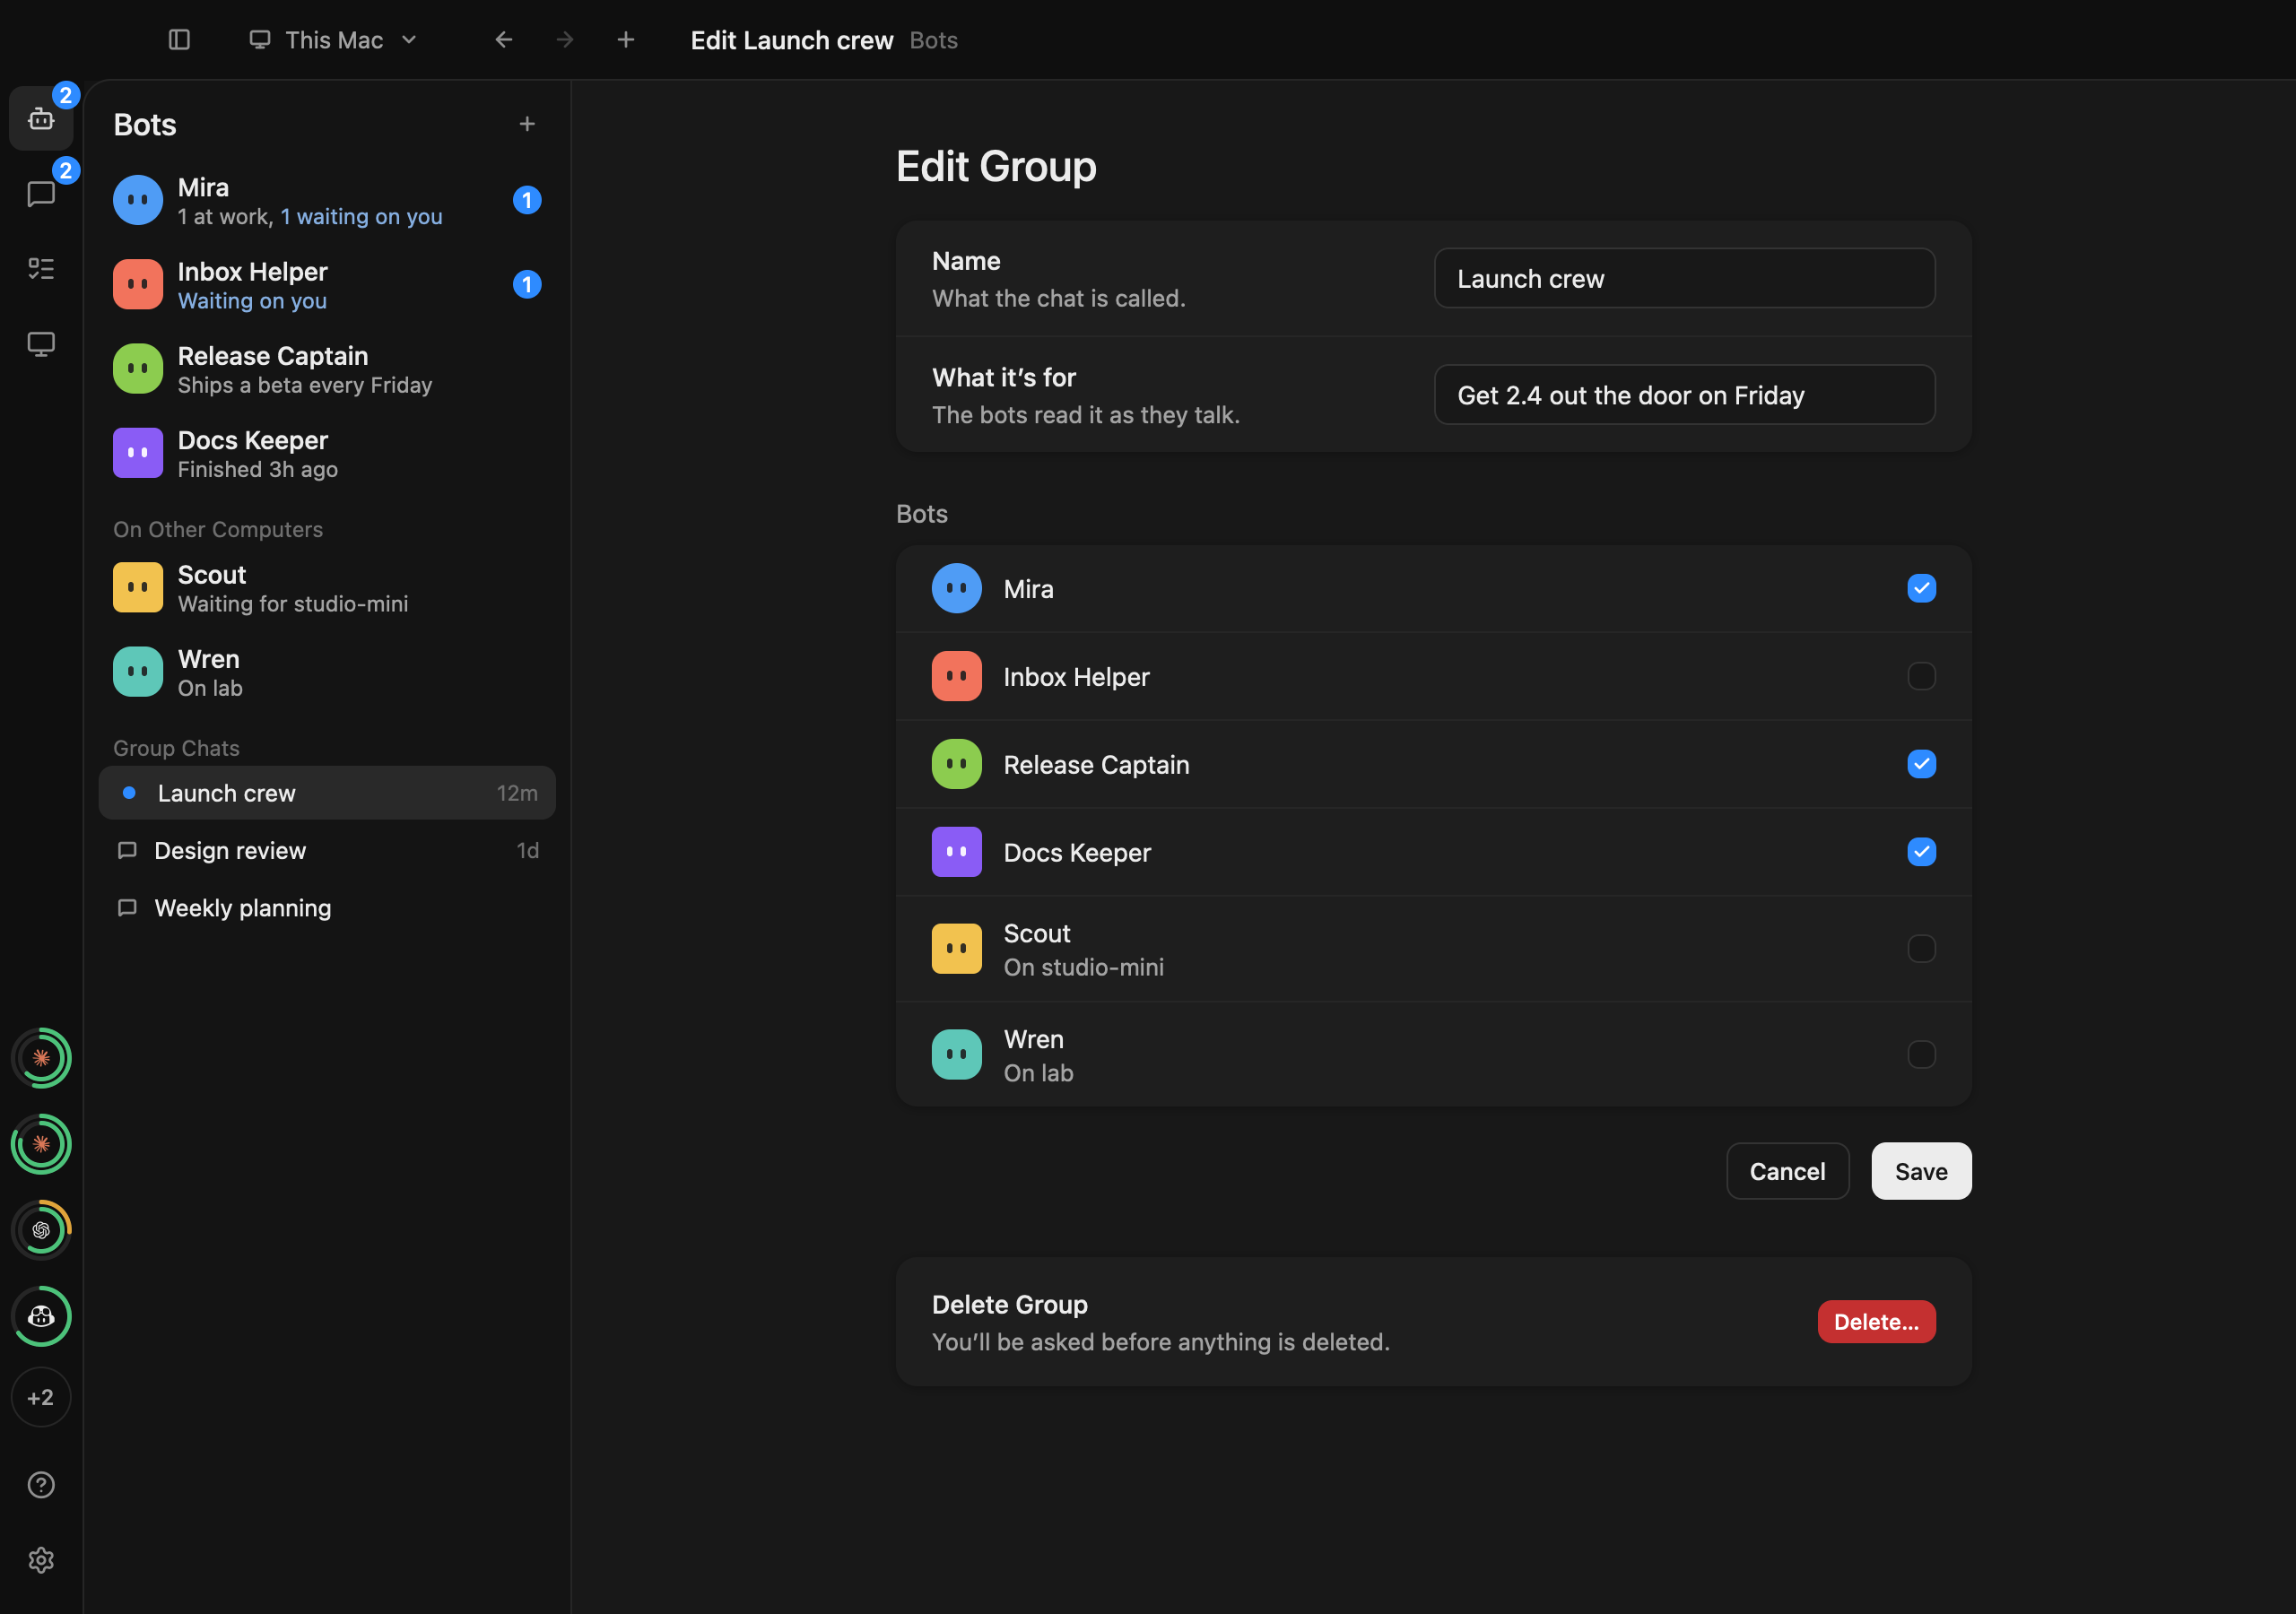 This Mac
Edit Launch crew Bots
2
2
Bots
Mira
1 at work, 1 waiting on you
1
Inbox Helper
Waiting on you
1
Release Captain
Ships a beta every Friday
Docs Keeper
Finished 3h ago
On Other Computers
Scout
Waiting for studio-mini
Wren
On lab
Group Chats
Launch crew 12m
Design review 1d
Weekly planning
+2
Edit Group
Name
What the chat is called.
Launch crew
What it’s for
The bots read it as they talk.
Get 2.4 out the door on Friday
Bots
Mira
Inbox Helper
Release Captain
Docs Keeper
Scout
On studio-mini
Wren
On lab
Cancel
Save
Delete Group
You’ll be asked before anything is deleted.
Delete...